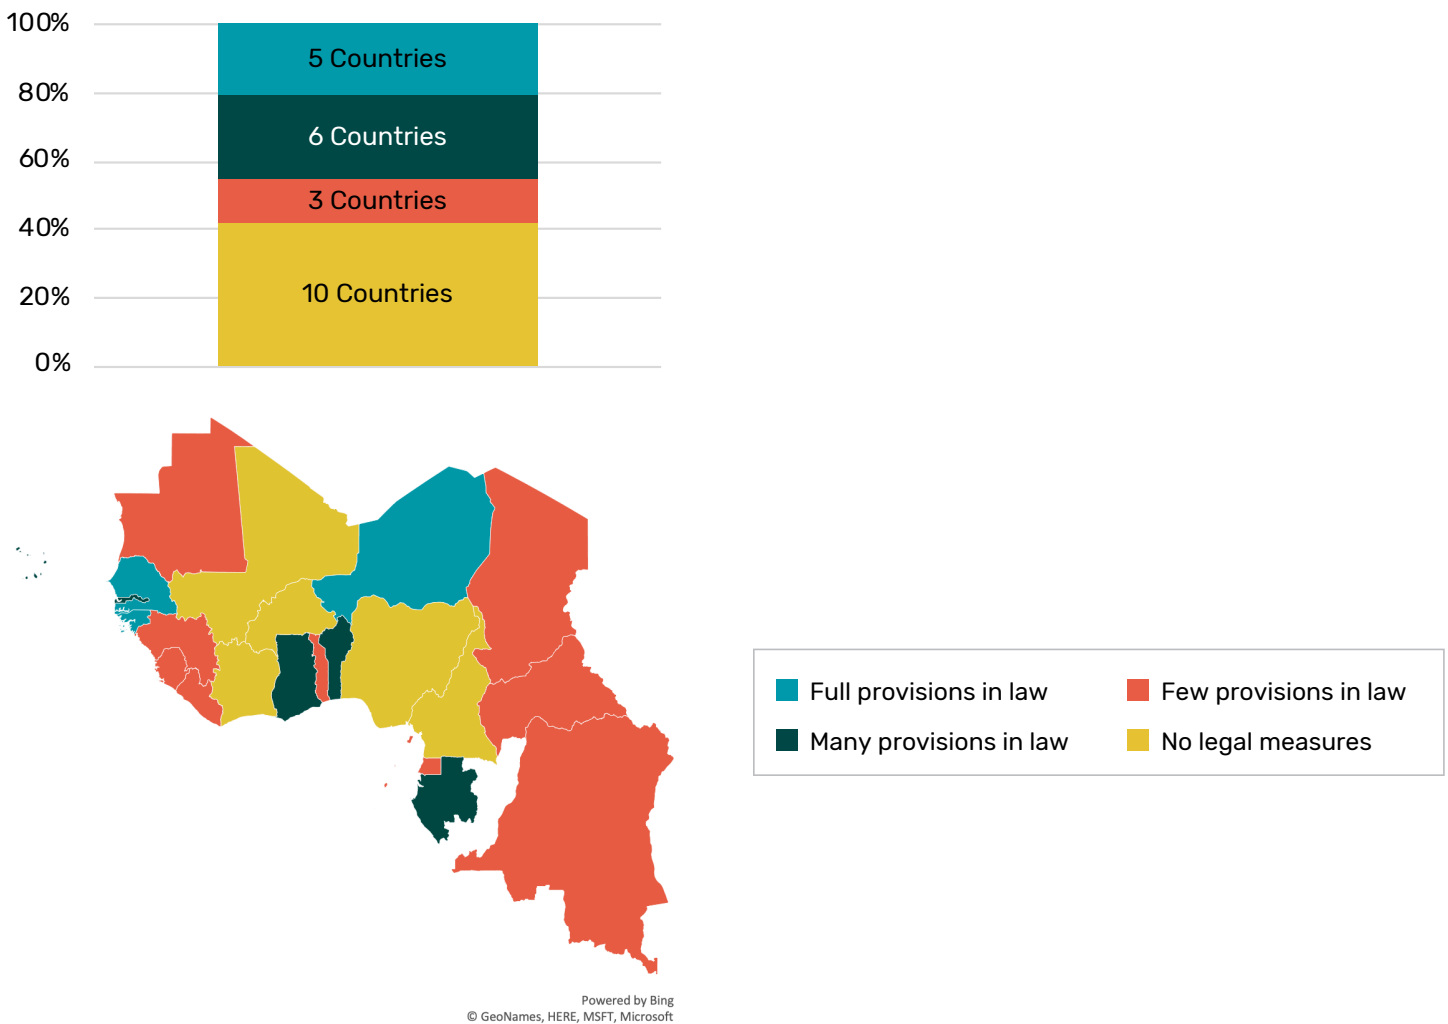 100%
5 Countries
80%
6 Countries
60%
3 Countries
40%
10 Countries
20%
0%
Full provisions in law
Few provisions in law
Many provisions in law
No legal measures
Powered by Bing
© GeoNames, HERE, MSFT, Microsoft